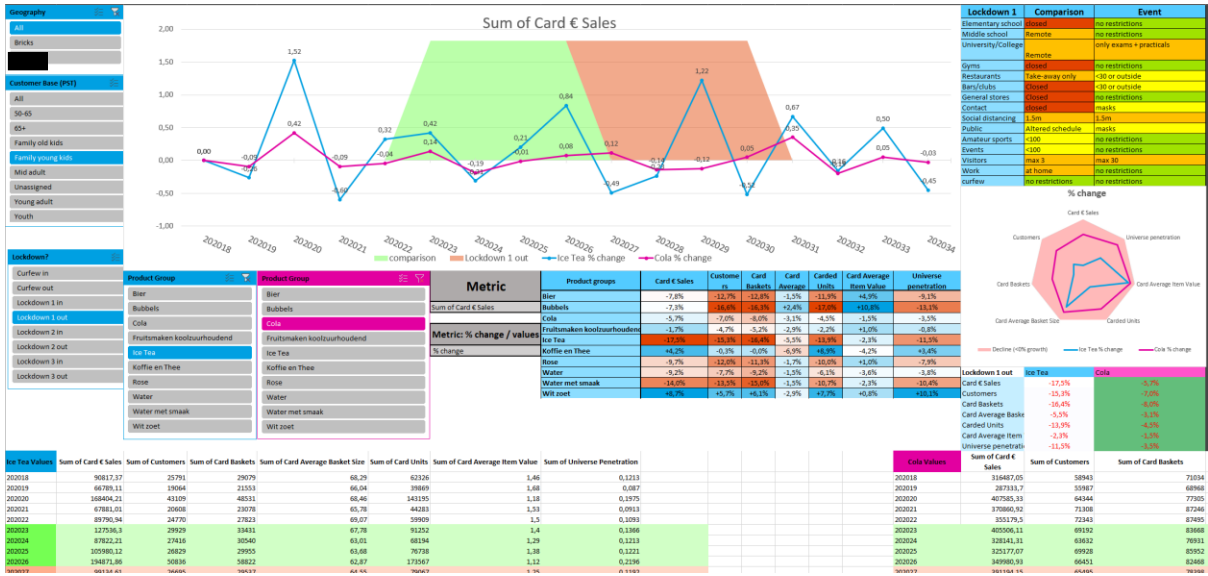 Geography
All
Bricks
Customer Base (PST)
All
50-65
65+
Family old kids
Family young kids
Mid adult
Unassigned
Young adult
Youth
Lockdown?
Curfew in
Curfew out
Lockdown 1 in
Lockdown 1 out
Lockdown 2 in
Lockdown 2 out
Lockdown 3 in
Lockdown 3 out
Sum of Card € Sales
2,00
1,50
1,00
0,50
0,00
-0,50
-1,00
0,00
-0,09
1,52
0,42
-0,09
-0,60
0,32
-0,04
0,42
0,14
-0,19
0,21
-0,01
0,84
0,08
0,12
-0,49
-0,14
1,22
-0,12
0,05
0,67
0,35
0,50
0,05
-0,03
-0,45
202018 202019 202020 202021 202022 202023 202024 202025 202026 202027 202028 202029 202030 202031 202032 202033 202034
comparison Lockdown 1 out Ice Tea % change Cola % change
Product Group
Bier
Bubbels
Cola
Fruitsmaken koolzuurhoudend
Ice Tea
Koffie en Thee
Rose
Water
Water met smaak
Wit zoet
Product Group
Bier
Bubbels
Cola
Fruitsmaken koolzuurhoudend
Ice Tea
Koffie en Thee
Rose
Water
Water met smaak
Wit zoet
Metric
Sum of Card € Sales
Metric: % change / values
% change
Product groups Card € Sales Customers Card Baskets Card Average Carded Units Card Average Item Value Universe penetration
Bier -7,8% -12,7% -12,8% -1,5% -11,9% +4,9% -9,1%
Bubbels -7,3% -16,6% -16,3% +2,4% -17,0% +10,8% -13,1%
Cola -5,7% -7,0% -8,0% -3,1% -4,5% -1,5% -3,5%
Fruitsmaken koolzuurhoudend -1,7% -4,7% -5,2% -2,9% -2,2% +1,0% -0,8%
Ice Tea -17,5% -15,3% -16,4% -5,5% -13,9% -2,3% -11,5%
Koffie en Thee +4,2% -0,3% -0,0% -6,9% +8,9% -4,2% +3,4%
Rose -9,7% -12,0% -11,3% -1,7% -10,0% +1,0% -7,9%
Water -9,2% -7,7% -9,2% -1,5% -6,1% -3,6% -3,8%
Water met smaak -14,0% -13,5% -15,0% -1,5% -10,7% -2,3% -10,4%
Wit zoet +8,7% +5,7% +6,1% -2,9% +7,7% +0,8% +10,1%
Lockdown 1 Comparison Event
Elementary school closed no restrictions
Middle school Remote no restrictions
University/College Remote only exams + practicals
Gyms closed no restrictions
Restaurants Take-away only <30 or outside
Bars/clubs Closed <30 or outside
General stores Closed no restrictions
Contact closed masks
Social distancing 1.5m 1.5m
Public Altered schedule masks
Amateur sports <100 no restrictions
Events <100 no restrictions
Visitors max 3 max 30
Work at home no restrictions
curfew no restrictions no restrictions
% change
Card € Sales
Universe penetration
Card Average Item Value
Carded Units
Card Average Basket Size
Card Baskets
Customers
Decline (<0% growth) Ice Tea % change Cola % change
Lockdown 1 out Ice Tea Cola
Card € Sales -17,5% -5,7%
Customers -15,3% -7,0%
Card Baskets -16,4% -8,0%
Card Average Baske -5,5% -3,1%
Carded Units -13,9% -4,5%
Card Average Item -2,3% -1,5%
Universe penetratio -11,5% -3,5%
Ice Tea Values Sum of Card € Sales Sum of Customers Sum of Card Baskets Sum of Card Average Basket Size Sum of Card Units Sum of Card Average Item Value Sum of Universe Penetration
202018 90817,37 25791 29079 68,29 62326 1,46 0,1213
202019 66789,11 19064 21553 66,04 39869 1,68 0,087
202020 168404,21 43109 48531 68,46 143195 1,18 0,1975
202021 67881,01 20608 23078 65,78 44283 1,53 0,0913
202022 89790,94 24770 27823 69,07 59909 1,5 0,1093
202023 127536,3 29929 33431 67,78 91252 1,4 0,1366
202024 87822,21 27416 30540 63,01 68194 1,29 0,1213
202025 105980,12 26829 29955 63,68 76738 1,38 0,1221
202026 194871,86 50836 58822 62,87 173567 1,12 0,2196
202027 99134,61 26695 29537 64,55 79067 1,25 0,1192
Cola Values Sum of Card € Sales Sum of Customers Sum of Card Baskets
202018 316487,05 58943 71034
202019 287333,7 55987 68968
202020 407585,33 64344 77305
202021 370860,92 71308 87246
202022 355179,5 72343 87495
202023 405506,11 69192 83668
202024 328141,31 63632 76931
202025 325177,07 69928 85952
202026 349980,93 66451 82468
202027 391194,15 65495 78398